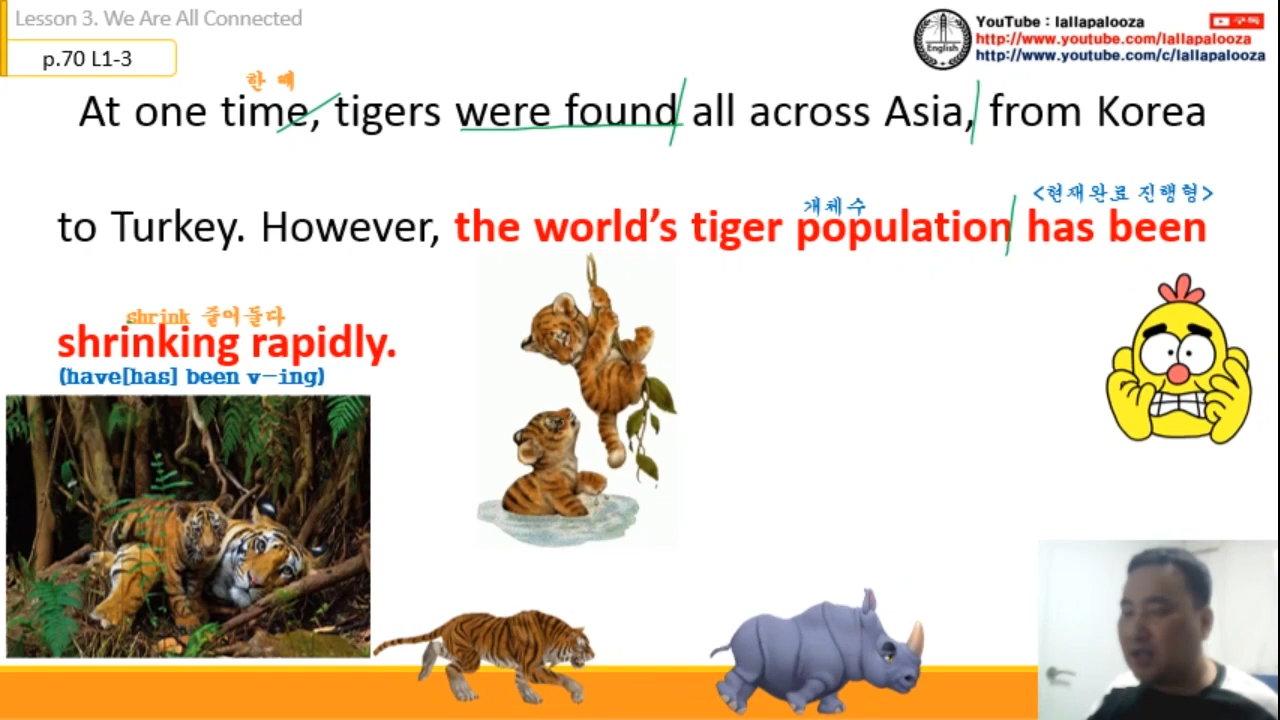 Lesson 3. We Are All Connected
YouTube : lallapalooza
구독
http://www.youtube.com/lallapalooza
http://www.youtube.com/c/lallapalooza
English
p.70 L1-3
한 때
At one time, tigers were found all across Asia, from Korea
개체수 <현재완료 진행형>
to Turkey. However, the world's tiger population has been
shrink 줄어들다
shrinking rapidly.
(have[has] been v-ing)